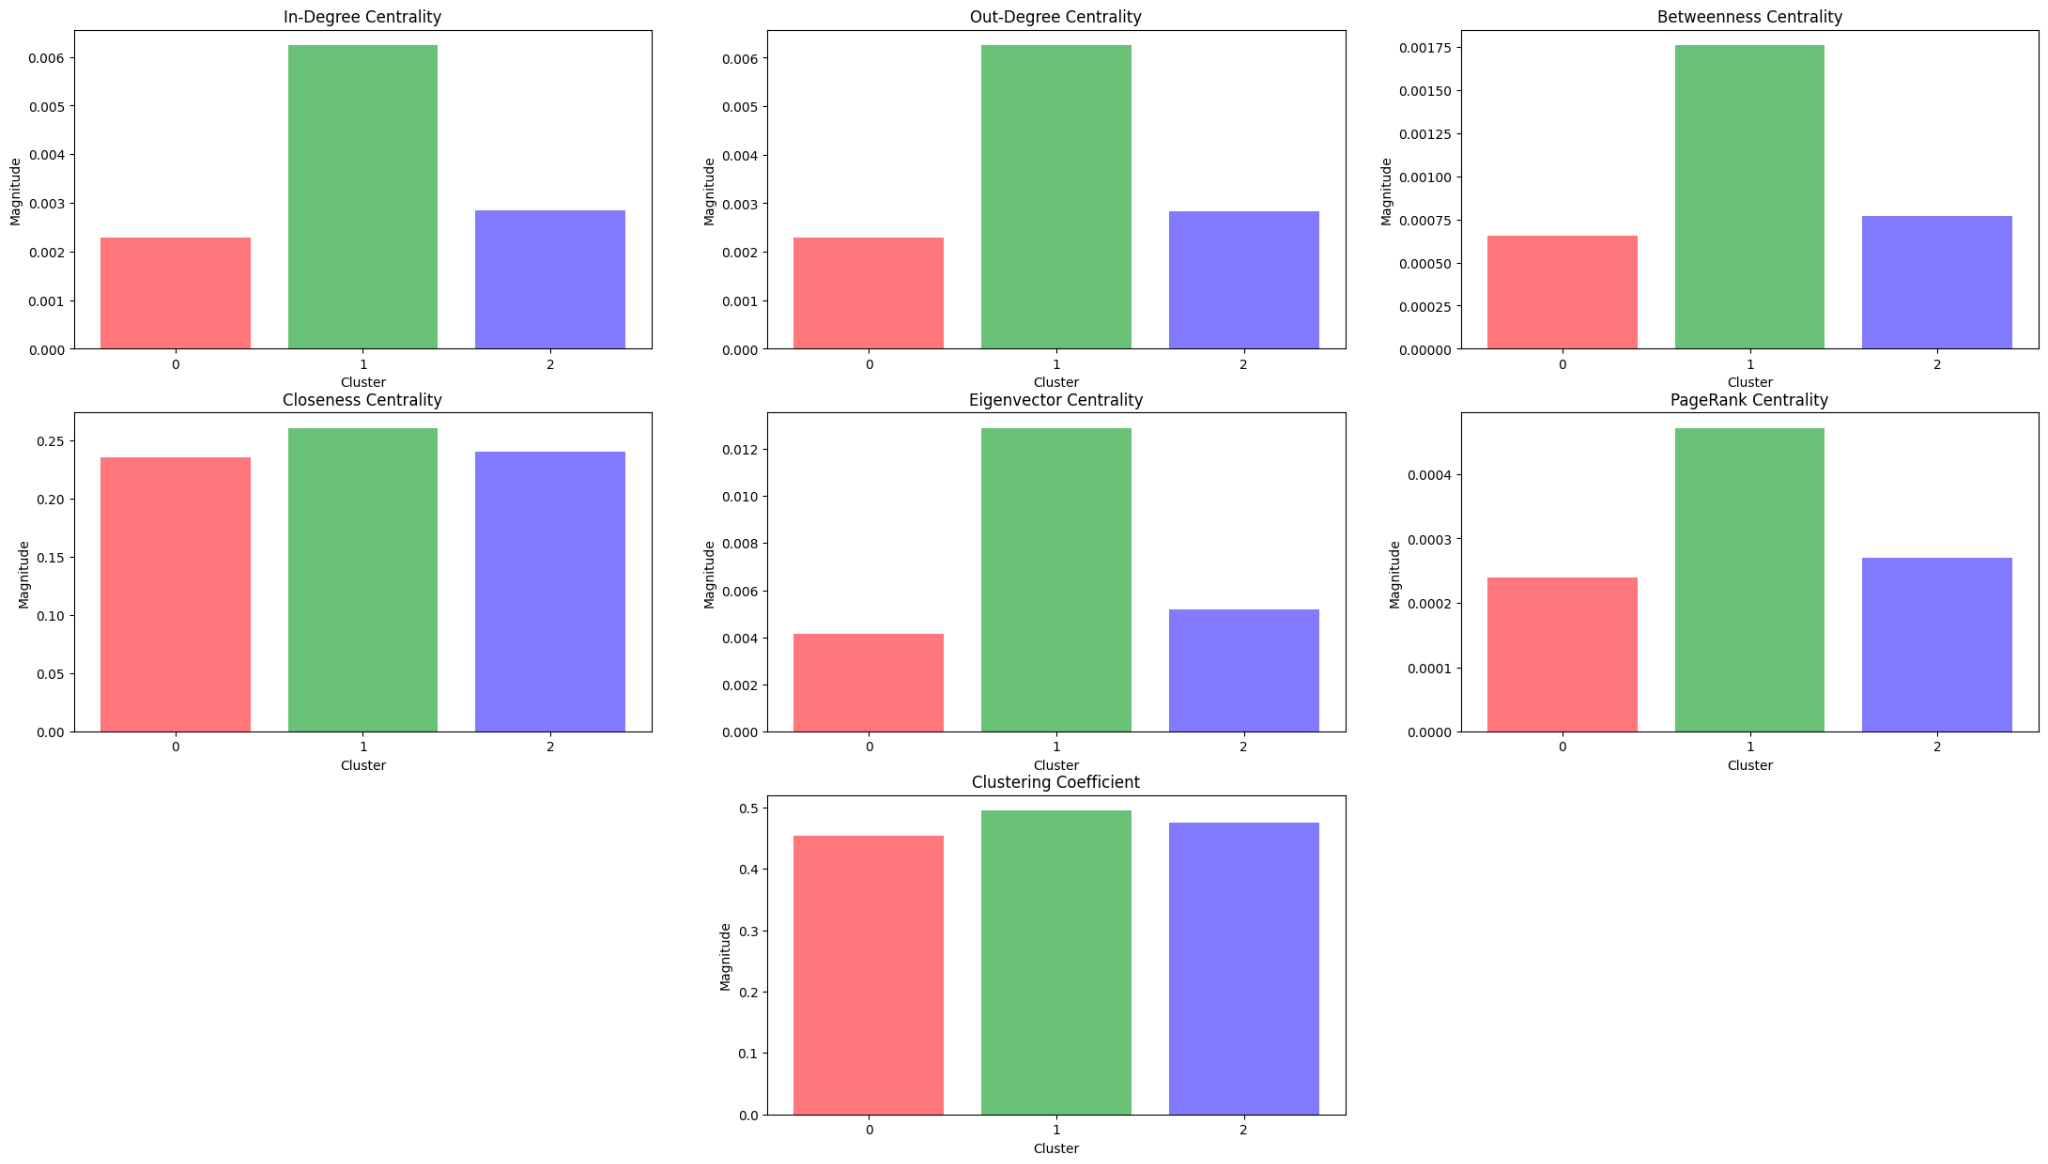 In-Degree Centrality
0.006
0.005
0.004
0.003
0.002
0.001
0.000
Magnitude
0 1 2
Cluster
Out-Degree Centrality
0.006
0.005
0.004
0.003
0.002
0.001
0.000
Magnitude
0 1 2
Cluster
Betweenness Centrality
0.00175
0.00150
0.00125
0.00100
0.00075
0.00050
0.00025
0.00000
Magnitude
0 1 2
Cluster
Closeness Centrality
0.25
0.20
0.15
0.10
0.05
0.00
Magnitude
0 1 2
Cluster
Eigenvector Centrality
0.012
0.010
0.008
0.006
0.004
0.002
0.000
Magnitude
0 1 2
Cluster
PageRank Centrality
0.0004
0.0003
0.0002
0.0001
0.0000
Magnitude
0 1 2
Cluster
Clustering Coefficient
0.5
0.4
0.3
0.2
0.1
0.0
Magnitude
0 1 2
Cluster